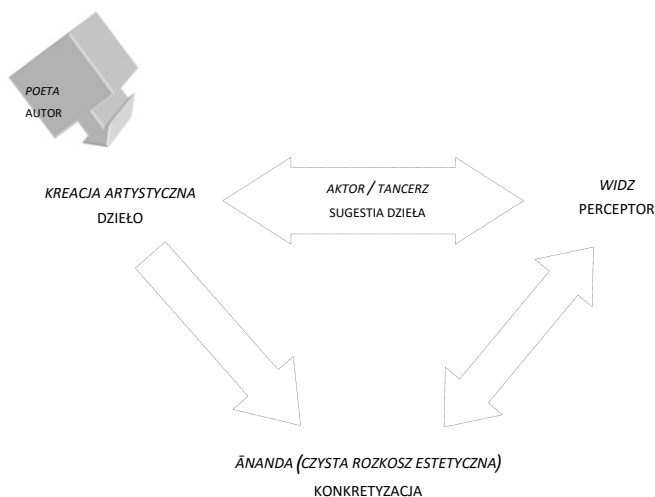 POETA
AUTOR
KREACJA ARTYSTYCZNA
DZIEŁO
AKTOR / TANCERZ
SUGESTIA DZIEŁA
WIDZ
PERCEPTOR
ĀNANDA (CZYSTA ROZKOSZ ESTETYCZNA)
KONKRETYZACJA